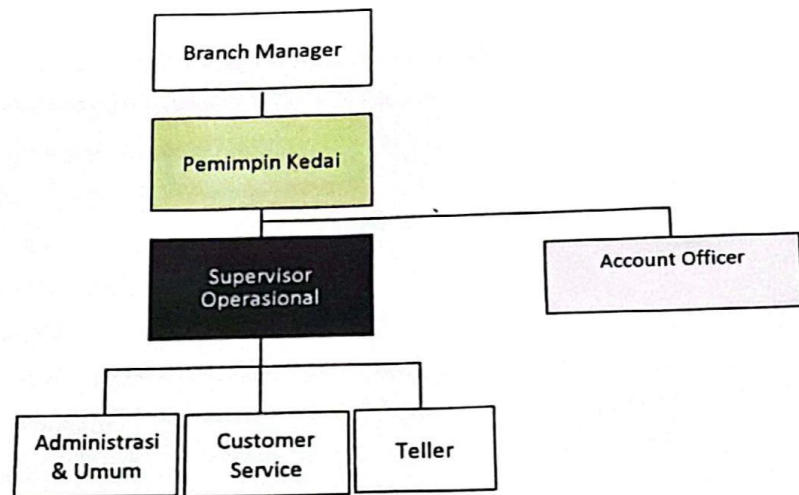 Branch Manager
Pemimpin Kedai
Supervisor
Operasional
Account Officer
Administrasi
& Umum
Customer
Service
Teller